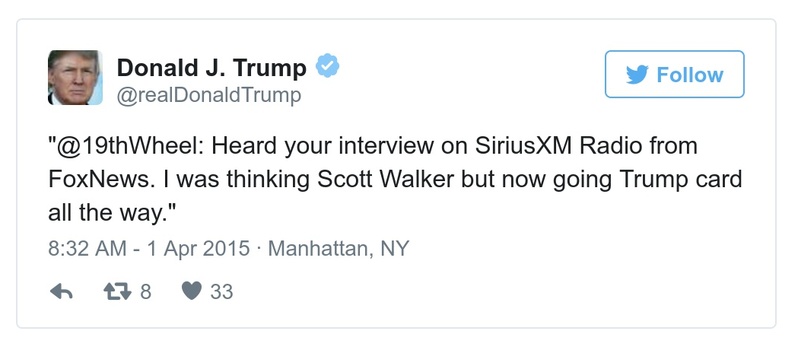 Donald J. Trump
@realDonaldTrump
Follow
"@19thWheel: Heard your interview on SiriusXM Radio from
FoxNews. I was thinking Scott Walker but now going Trump card
all the way."
8:32 AM - 1 Apr 2015 · Manhattan, NY
8 33